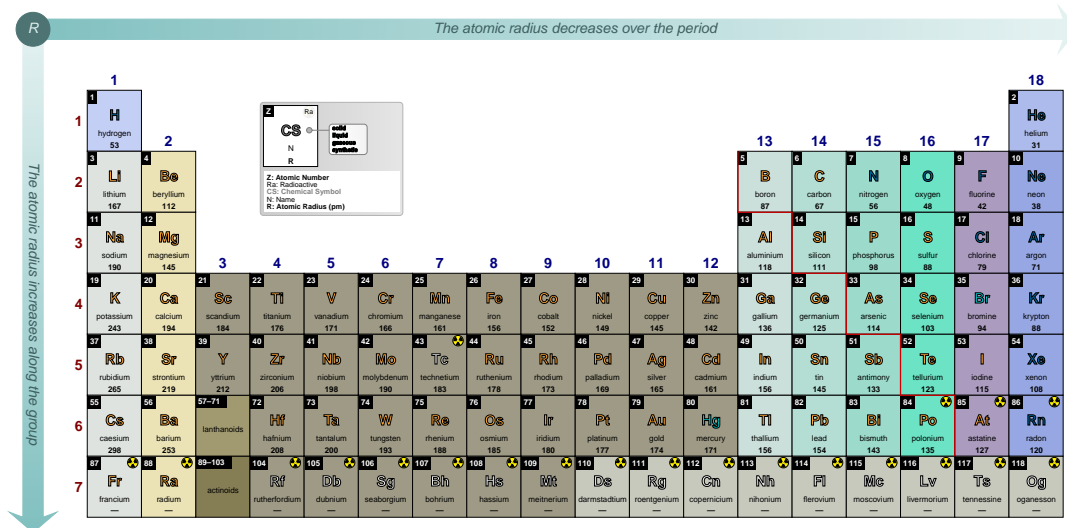 R
The atomic radius decreases over the period
The atomic radius increases along the group
1 18
1 H hydrogen 53
2 He helium 31
Z Ra
CS
N
R
solid
liquid
gaseous
synthetic
Z: Atomic Number
Ra: Radioactive
CS: Chemical Symbol
N: Name
R: Atomic Radius (pm)
1
2 13 14 15 16 17
2
3 Li lithium 167
4 Be beryllium 112
5 B boron 87
6 C carbon 67
7 N nitrogen 56
8 O oxygen 48
9 F fluorine 42
10 Ne neon 38
3
11 Na sodium 190
12 Mg magnesium 145
13 Al aluminium 118
14 Si silicon 111
15 P phosphorus 98
16 S sulfur 88
17 Cl chlorine 79
18 Ar argon 71
3 4 5 6 7 8 9 10 11 12
4
19 K potassium 243
20 Ca calcium 194
21 Sc scandium 184
22 Ti titanium 176
23 V vanadium 171
24 Cr chromium 166
25 Mn manganese 161
26 Fe iron 156
27 Co cobalt 152
28 Ni nickel 149
29 Cu copper 145
30 Zn zinc 142
31 Ga gallium 136
32 Ge germanium 125
33 As arsenic 114
34 Se selenium 103
35 Br bromine 94
36 Kr krypton 88
5
37 Rb rubidium 265
38 Sr strontium 219
39 Y yttrium 212
40 Zr zirconium 206
41 Nb niobium 198
42 Mo molybdenum 190
43 Tc technetium 183
44 Ru ruthenium 178
45 Rh rhodium 173
46 Pd palladium 169
47 Ag silver 165
48 Cd cadmium 161
49 In indium 156
50 Sn tin 145
51 Sb antimony 133
52 Te tellurium 123
53 I iodine 115
54 Xe xenon 108
6
55 Cs caesium 298
56 Ba barium 253
57–71 lanthanoids
72 Hf hafnium 208
73 Ta tantalum 200
74 W tungsten 193
75 Re rhenium 188
76 Os osmium 185
77 Ir iridium 180
78 Pt platinum 177
79 Au gold 174
80 Hg mercury 171
81 Tl thallium 156
82 Pb lead 154
83 Bi bismuth 143
84 Po polonium 135
85 At astatine 127
86 Rn radon 120
7
87 Fr francium —
88 Ra radium —
89–103 actinoids
104 Rf rutherfordium —
105 Db dubnium —
106 Sg seaborgium —
107 Bh bohrium —
108 Hs hassium —
109 Mt meitnerium —
110 Ds darmstadtium —
111 Rg roentgenium —
112 Cn copernicium —
113 Nh nihonium —
114 Fl flerovium —
115 Mc moscovium —
116 Lv livermorium —
117 Ts tennessine —
118 Og oganesson —